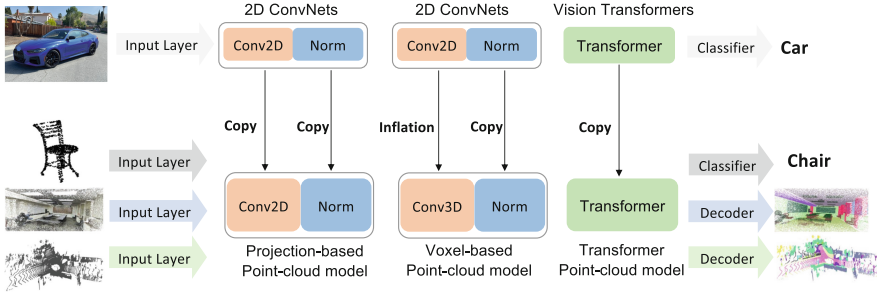 2D ConvNets
2D ConvNets
Vision Transformers
Input Layer
Conv2D
Norm
Conv2D
Norm
Transformer
Classifier
Car
Copy
Copy
Inflation
Copy
Copy
Input Layer
Classifier
Chair
Input Layer
Conv2D
Norm
Conv3D
Norm
Transformer
Decoder
Input Layer
Projection-based
Point-cloud model
Voxel-based
Point-cloud model
Transformer
Point-cloud model
Decoder